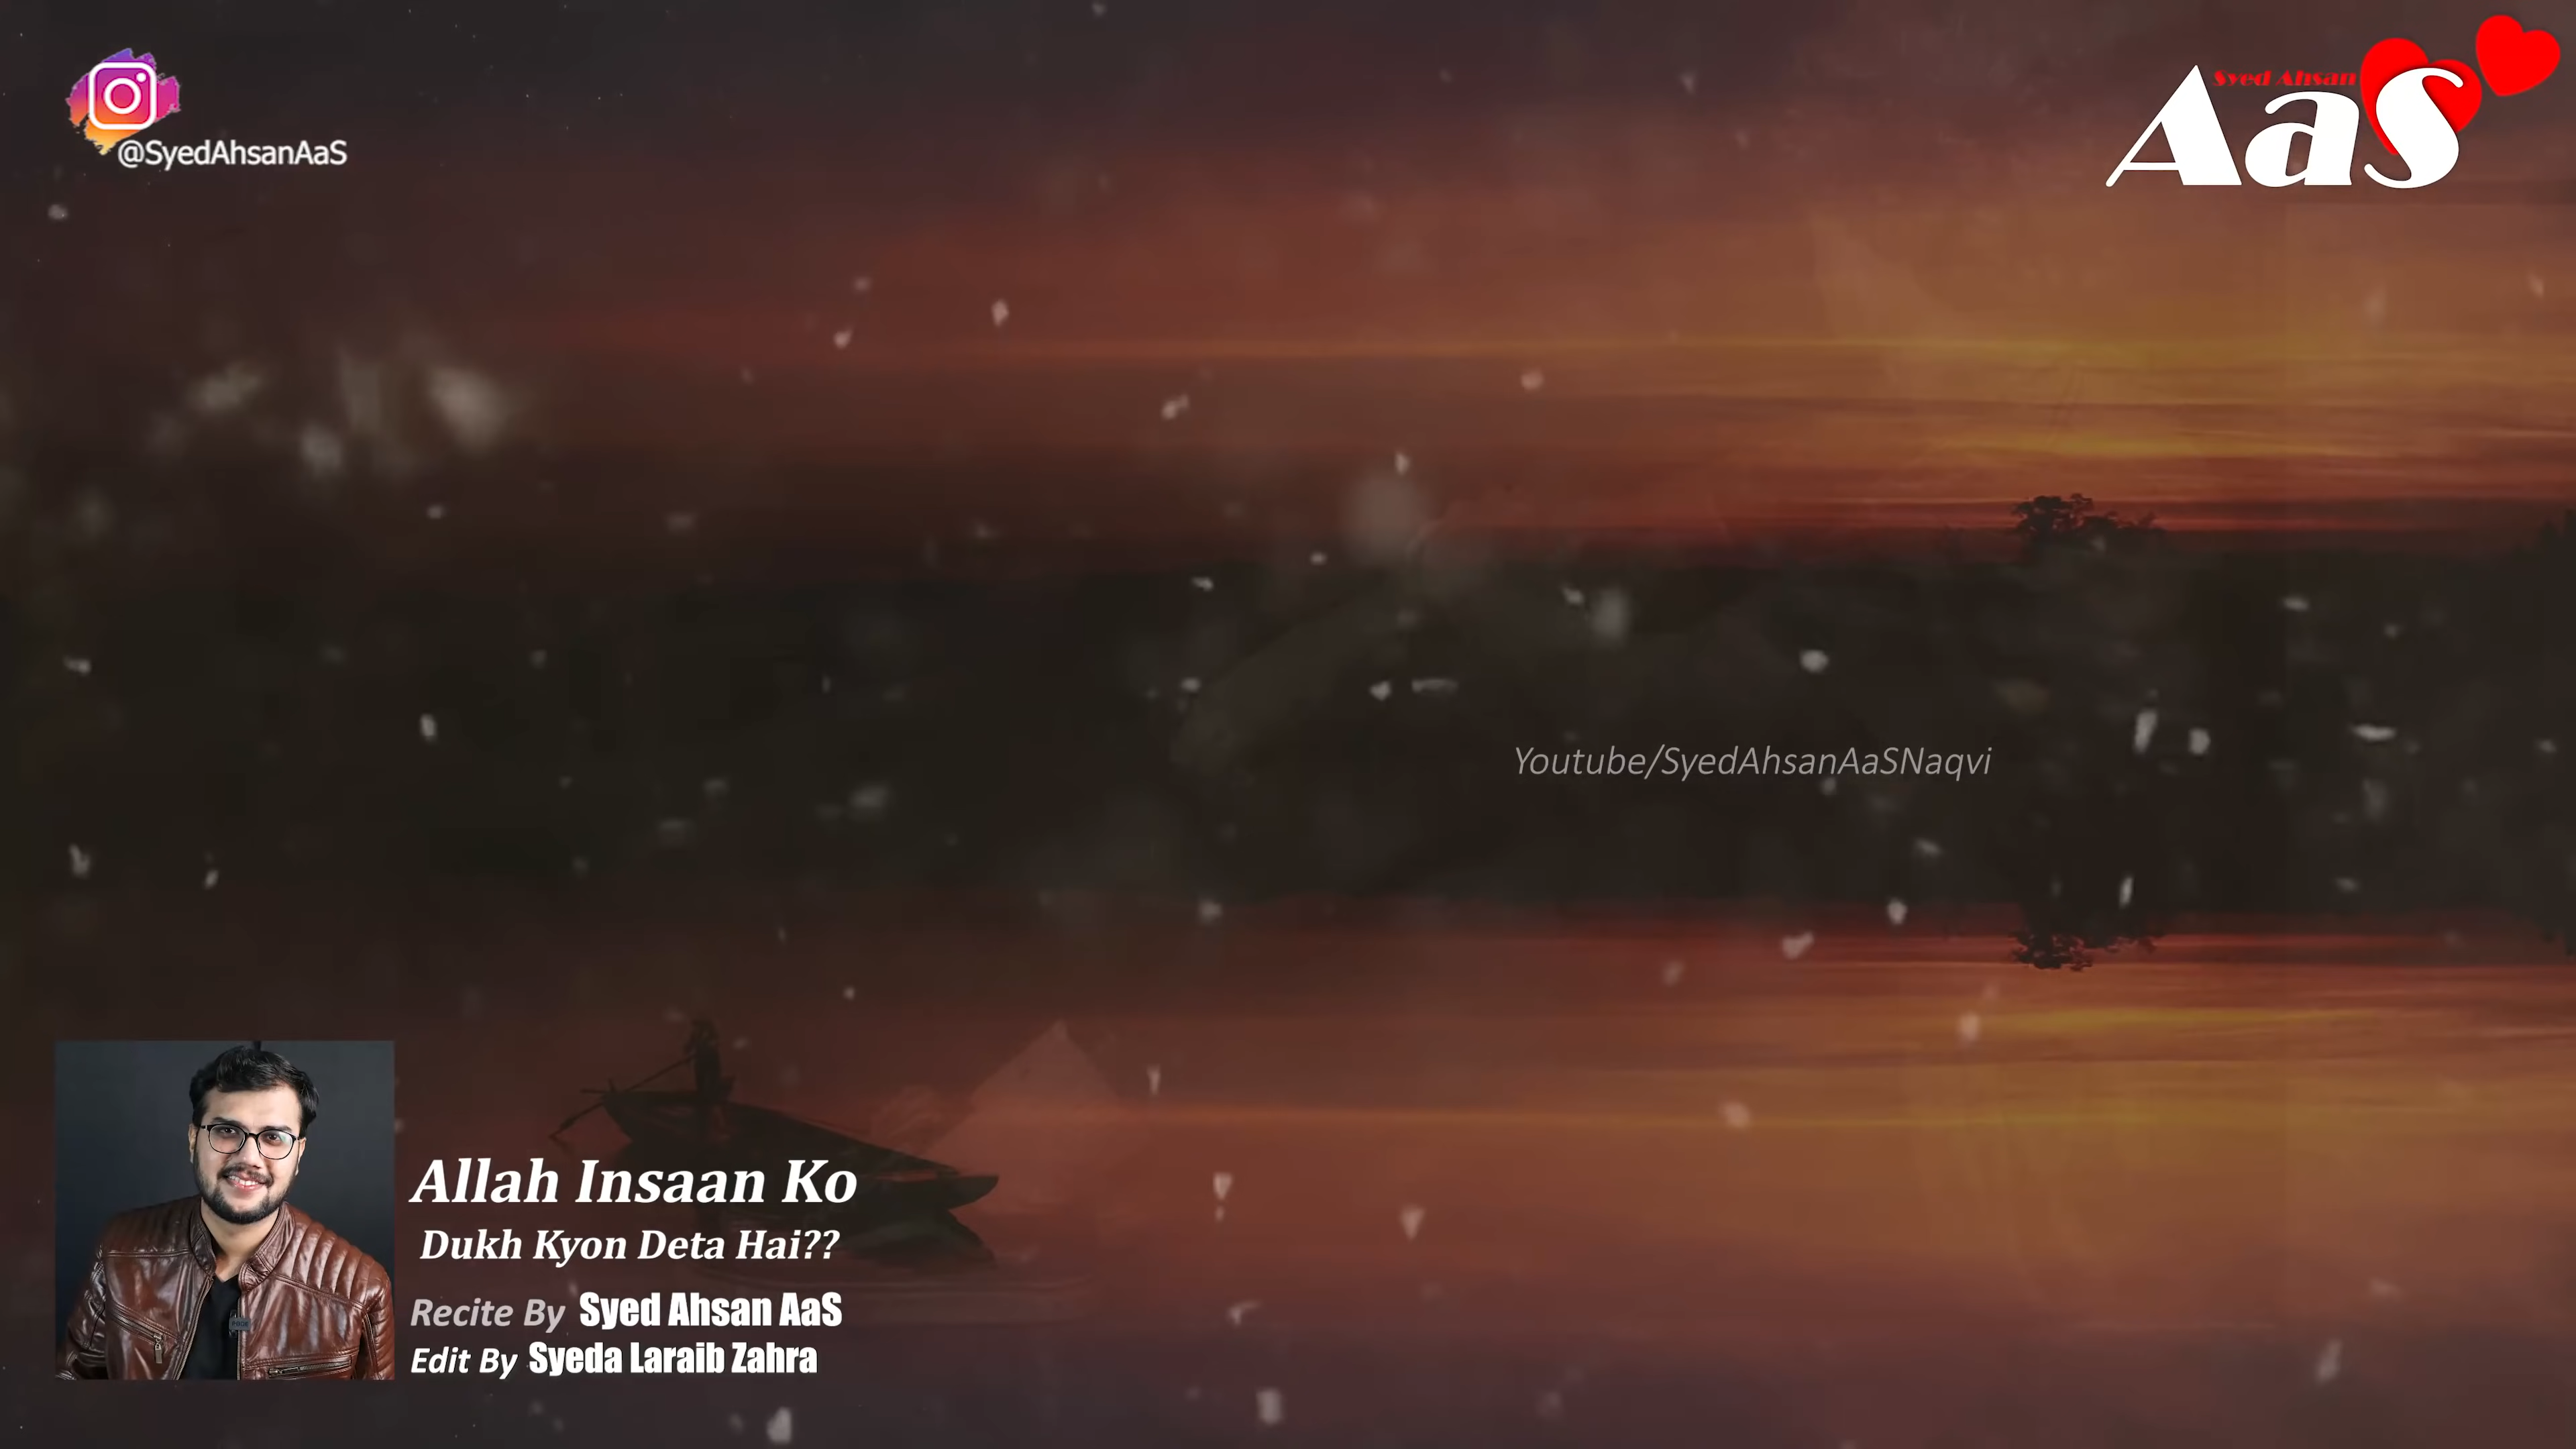 @SyedAhsanAaS
Syed Ahsan
AaS
Youtube/SyedAhsanAaSNaqvi
Allah Insaan Ko
Dukh Kyon Deta Hai??
Recite By Syed Ahsan AaS
Edit By Syeda Laraib Zahra